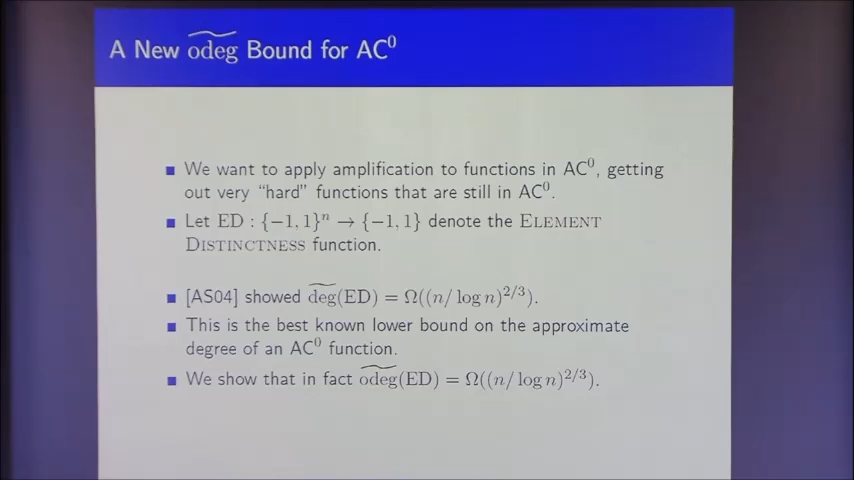 A New odeg̃ Bound for AC⁰
We want to apply amplification to functions in AC⁰, getting
out very “hard” functions that are still in AC⁰.
Let ED : {−1, 1}ⁿ → {−1, 1} denote the ELEMENT
DISTINCTNESS function.
[AS04] showed deg̃(ED) = Ω((n/ log n)^{2/3}).
This is the best known lower bound on the approximate
degree of an AC⁰ function.
We show that in fact odeg̃(ED) = Ω((n/ log n)^{2/3}).